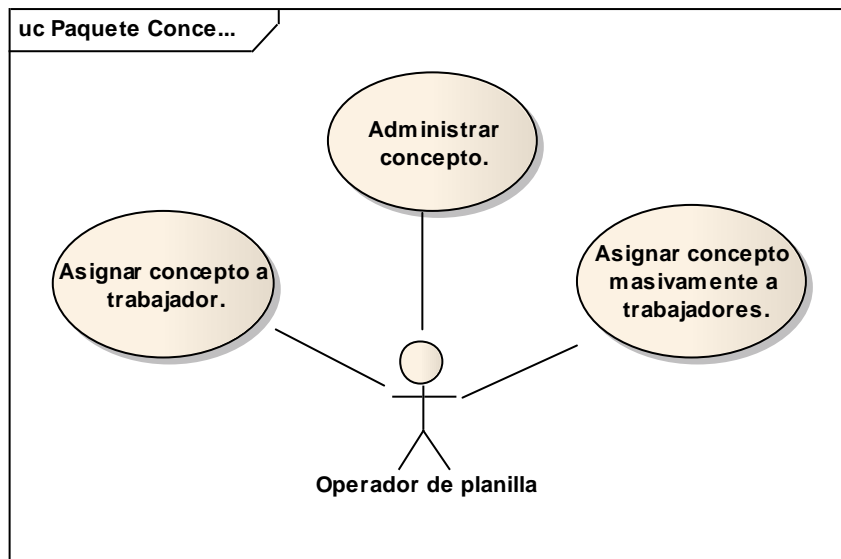 uc Paquete Conce...
Administrar
concepto.
Asignar concepto a
trabajador.
Asignar concepto
masivamente a
trabajadores.
Operador de planilla